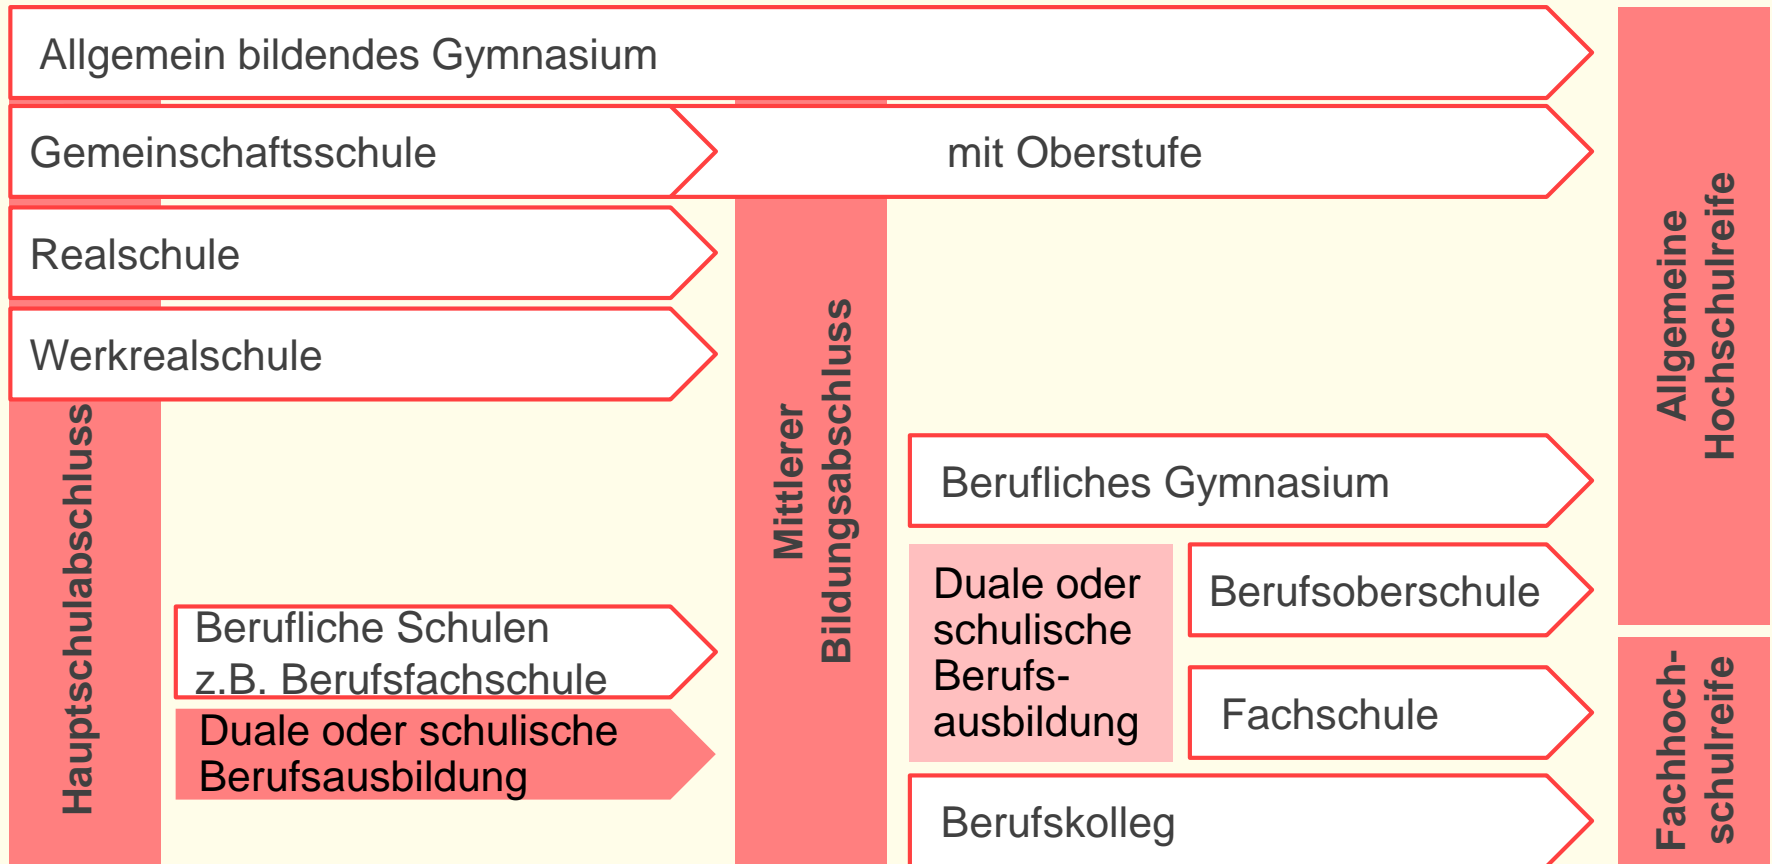 Allgemein bildendes Gymnasium
Gemeinschaftsschule
mit Oberstufe
Realschule
Werkrealschule
Hauptschulabschluss
Berufliche Schulen
z.B. Berufsfachschule
Duale oder schulische
Berufsausbildung
Mittlerer
Bildungsabschluss
Berufliches Gymnasium
Duale oder
schulische
Berufs-
ausbildung
Berufsoberschule
Fachschule
Berufskolleg
Allgemeine
Hochschulreife
Fachhoch-
schulreife